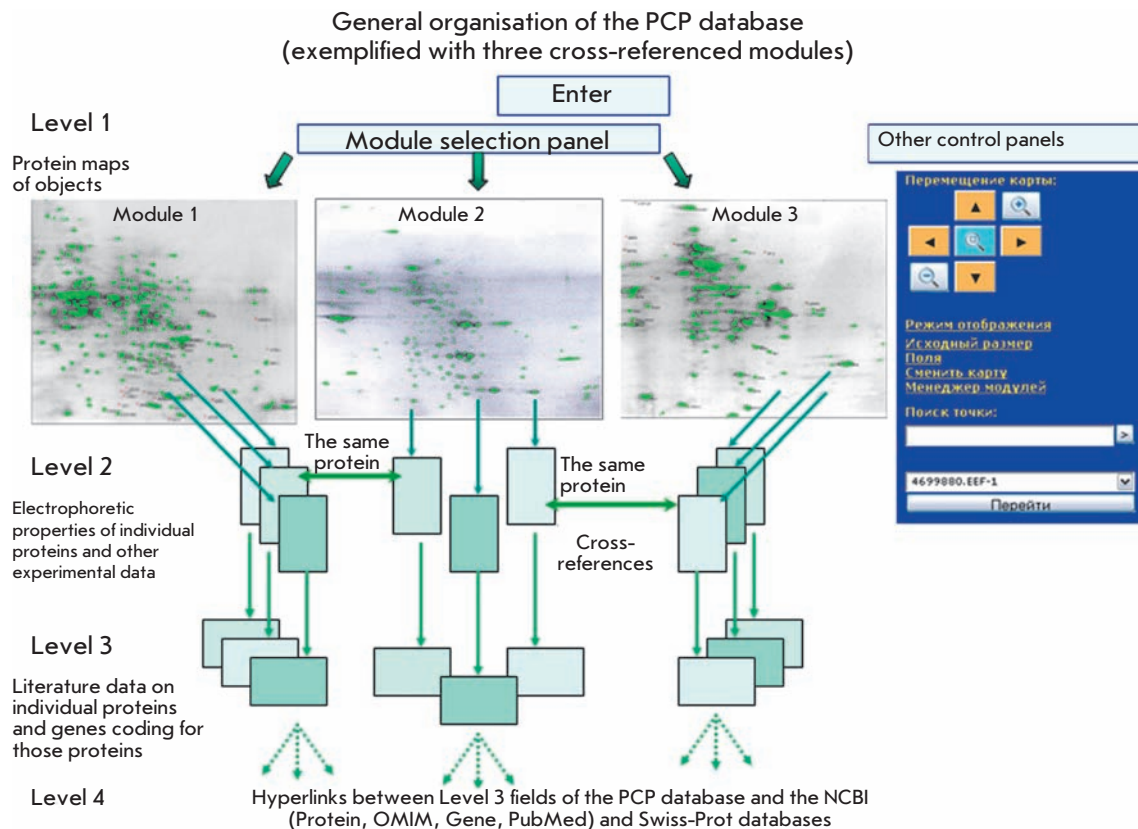 General organisation of the PCP database
(exemplified with three cross-referenced modules)
Enter
Level 1
Module selection panel
Other control panels
Protein maps
of objects
Module 1
Module 2
Module 3
Перемещение карты:
Режим отображения
Исходный размер
Поля
Сменить карту
Менеджер модулей
Поиск точки:
>
4699880.EEF-1
Перейти
Level 2
The same
protein
The same
protein
Electrophoretic
properties of individual
proteins and other
experimental data
Cross-
references
Level 3
Literature data on
individual proteins
and genes coding for
those proteins
Level 4
Hyperlinks between Level 3 fields of the PCP database and the NCBI
(Protein, OMIM, Gene, PubMed) and Swiss-Prot databases